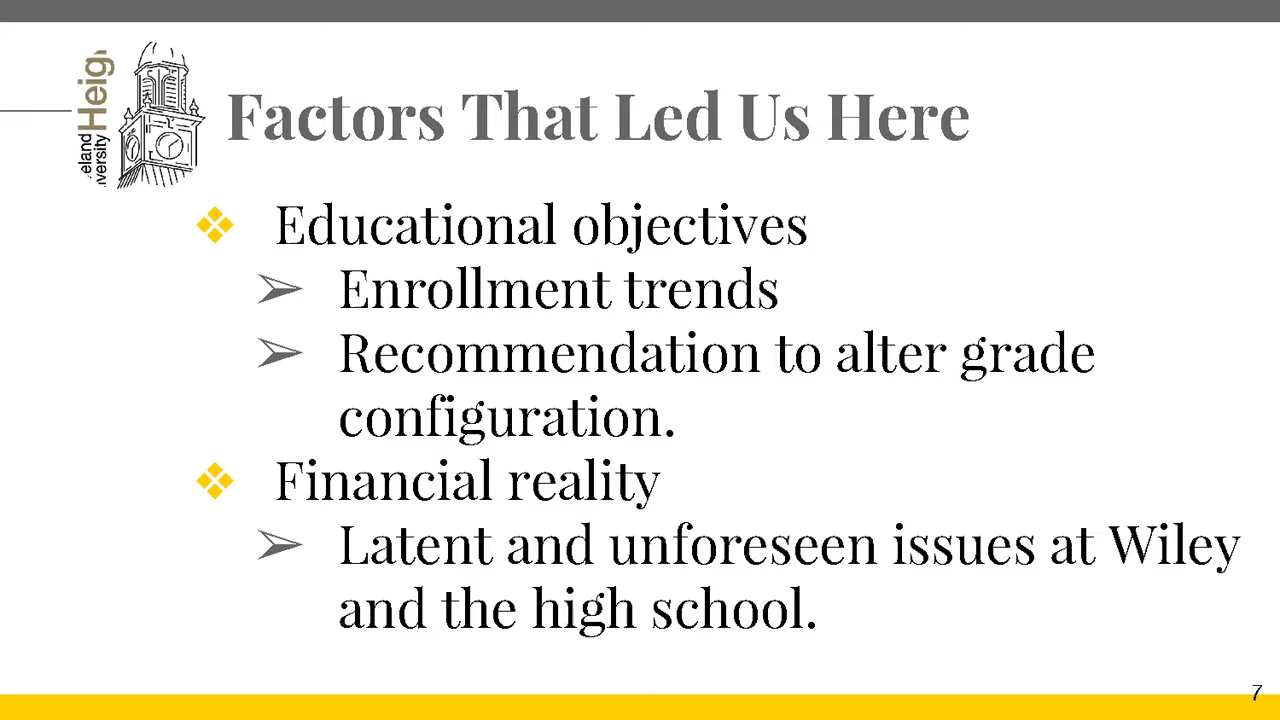 Factors That Led Us Here
❖ Educational objectives
➢ Enrollment trends
➢ Recommendation to alter grade
configuration.
❖ Financial reality
➢ Latent and unforeseen issues at Wiley
and the high school.
7